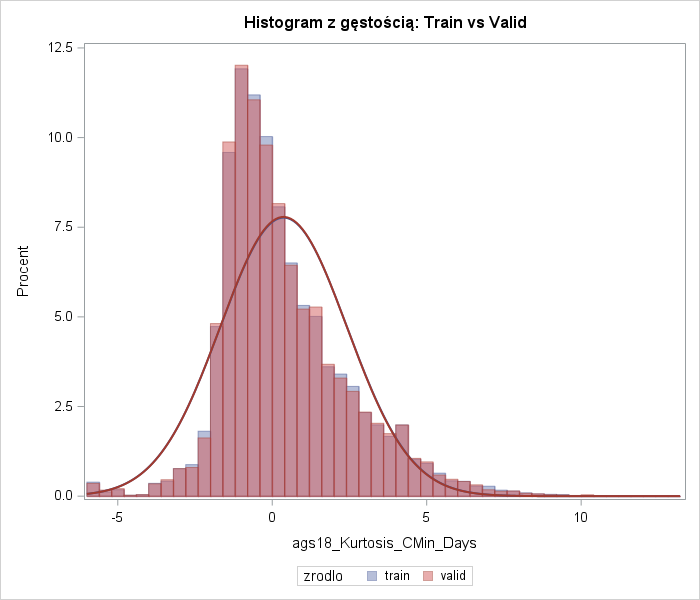 Histogram z gęstością: Train vs Valid
12.5
10.0
7.5
5.0
2.5
0.0
Procent
-5 0 5 10
ags18_Kurtosis_CMin_Days
zrodlo train valid